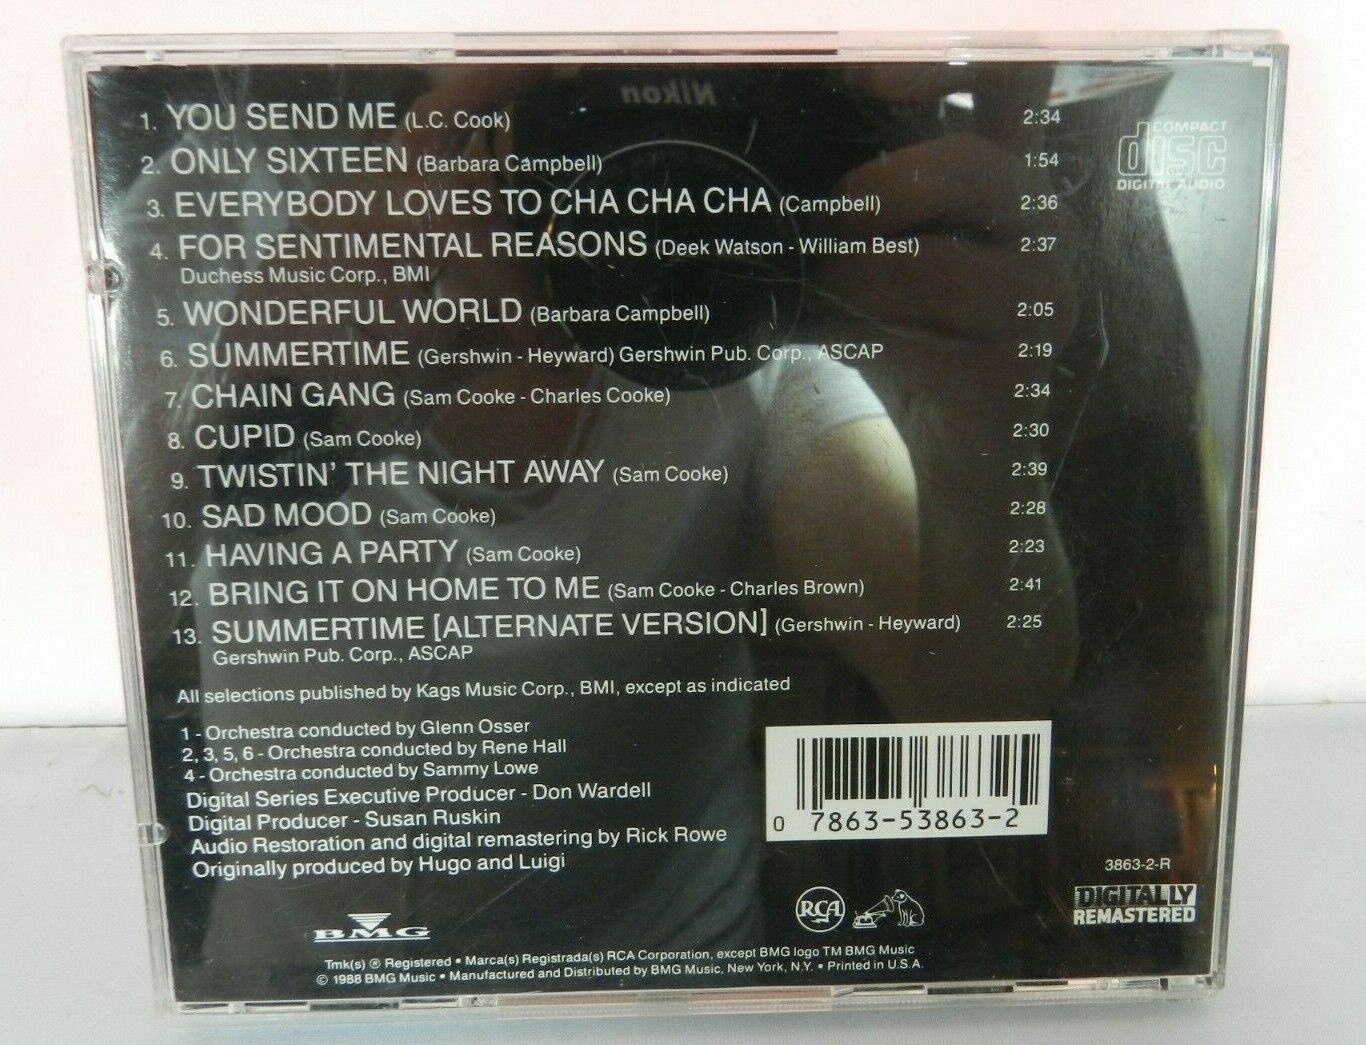 Nikon
1. YOU SEND ME (L.C. Cook) 2:34
2. ONLY SIXTEEN (Barbara Campbell) 1:54
3. EVERYBODY LOVES TO CHA CHA CHA (Campbell) 2:36
4. FOR SENTIMENTAL REASONS (Deek Watson - William Best) 2:37
Duchess Music Corp., BMI
5. WONDERFUL WORLD (Barbara Campbell) 2:05
6. SUMMERTIME (Gershwin - Heyward) Gershwin Pub. Corp., ASCAP 2:19
7. CHAIN GANG (Sam Cooke - Charles Cooke) 2:34
8. CUPID (Sam Cooke) 2:30
9. TWISTIN' THE NIGHT AWAY (Sam Cooke) 2:39
10. SAD MOOD (Sam Cooke) 2:28
11. HAVING A PARTY (Sam Cooke) 2:23
12. BRING IT ON HOME TO ME (Sam Cooke - Charles Brown) 2:41
13. SUMMERTIME [ALTERNATE VERSION] (Gershwin - Heyward) 2:25
Gershwin Pub. Corp., ASCAP
COMPACT
disc
DIGITAL AUDIO
All selections published by Kags Music Corp., BMI, except as indicated
1 - Orchestra conducted by Glenn Osser
2, 3, 5, 6 - Orchestra conducted by Rene Hall
4 - Orchestra conducted by Sammy Lowe
Digital Series Executive Producer - Don Wardell
Digital Producer - Susan Ruskin
Audio Restoration and digital remastering by Rick Rowe
Originally produced by Hugo and Luigi
0 7863-53863-2
3863-2-R
DIGITALLY
REMASTERED
BMG
RCA
Tmk(s) ® Registered • Marca(s) Registrada(s) RCA Corporation, except BMG logo TM BMG Music
© 1988 BMG Music • Manufactured and Distributed by BMG Music, New York, N.Y. • Printed in U.S.A.